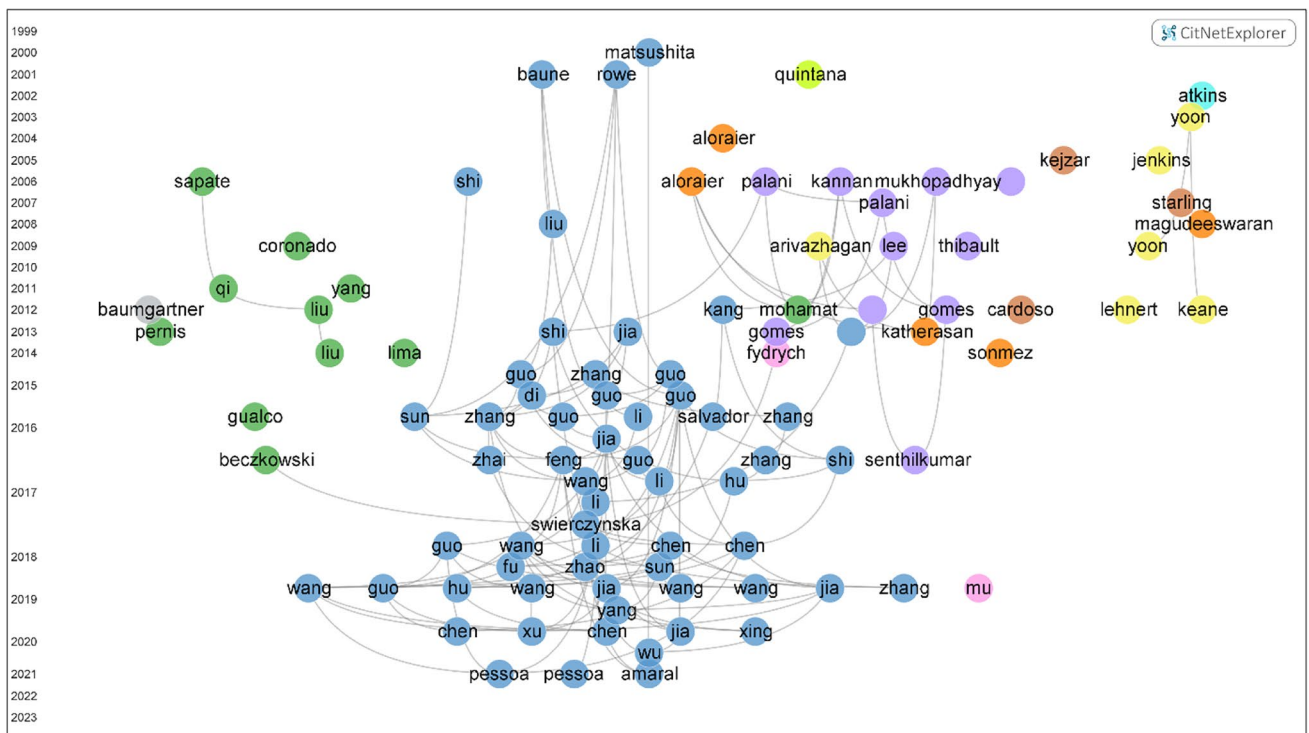 1999
CitNetExplorer
2000
matsushita
2001
baune rowe quintana
2002
atkins
2003
yoon
2004
aloraier
2005
kejzar jenkins
2006
sapate shi aloraier palani kannan mukhopadhyay
2007
palani starling
2008
liu magudeeswaran
2009
coronado arivazhagan lee thibault yoon
2010
2011
qi yang
2012
baumgartner liu kang mohamat gomes cardoso lehnert keane
2013
pernis shi jia gomes katherasan
2014
liu lima fydrych sonmez
guo zhang guo
2015
di guo guo
2016
gualco sun zhang guo li salvador zhang
jia
beczkowski zhai feng guo zhang shi senthilkumar
wang li hu
2017
li
swierczynska
guo wang li chen chen
2018
fu zhao sun
wang guo hu wang jia wang wang jia zhang mu
2019
yang
2020
chen xu chen jia xing
wu
2021
pessoa pessoa amaral
2022
2023